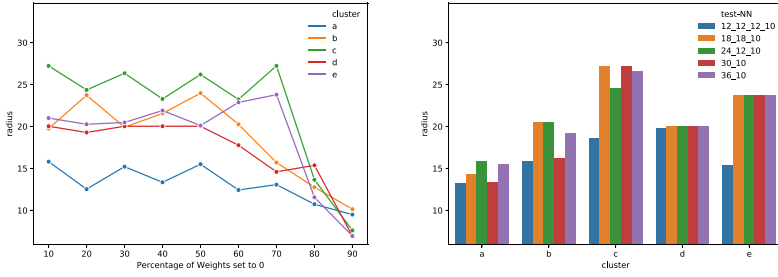 cluster
a
b
c
d
e
30
25
20
15
10
radius
10 20 30 40 50 60 70 80 90
Percentage of Weights set to 0
test-NN
12_12_12_10
18_18_10
24_12_10
30_10
36_10
30
25
20
15
10
radius
a b c d e
cluster